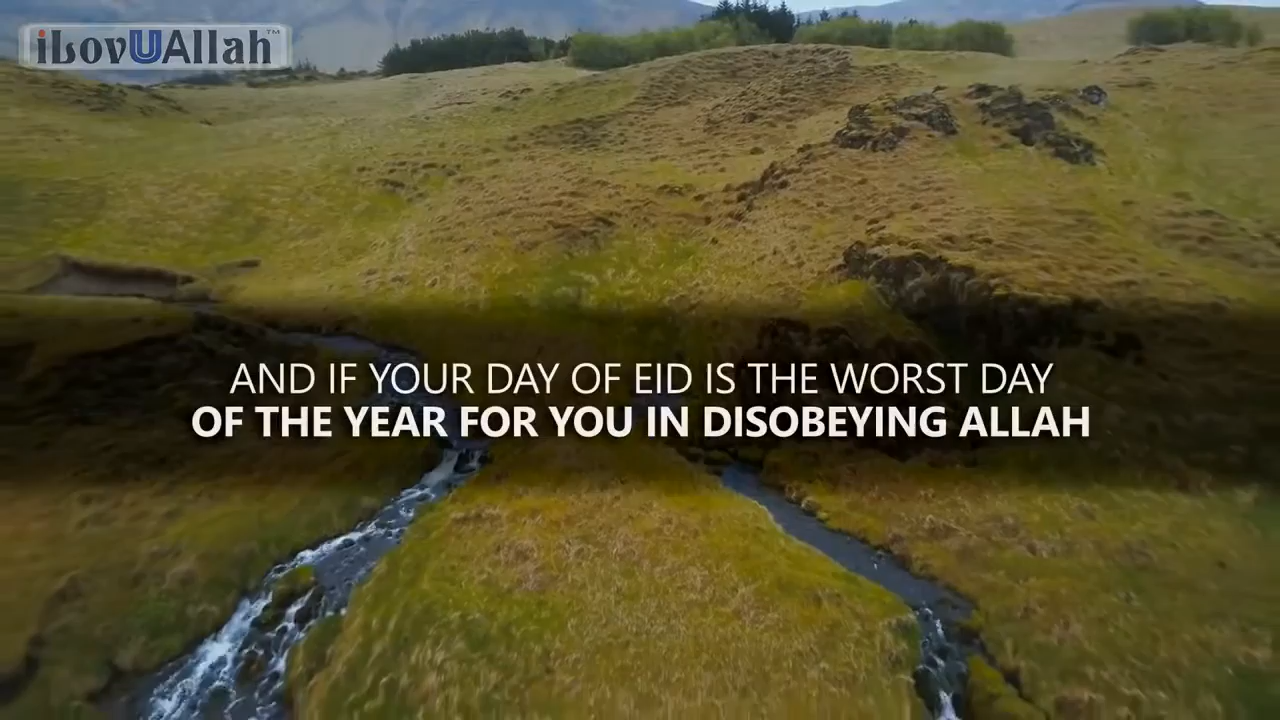 iLovUAllah™
AND IF YOUR DAY OF EID IS THE WORST DAY
OF THE YEAR FOR YOU IN DISOBEYING ALLAH